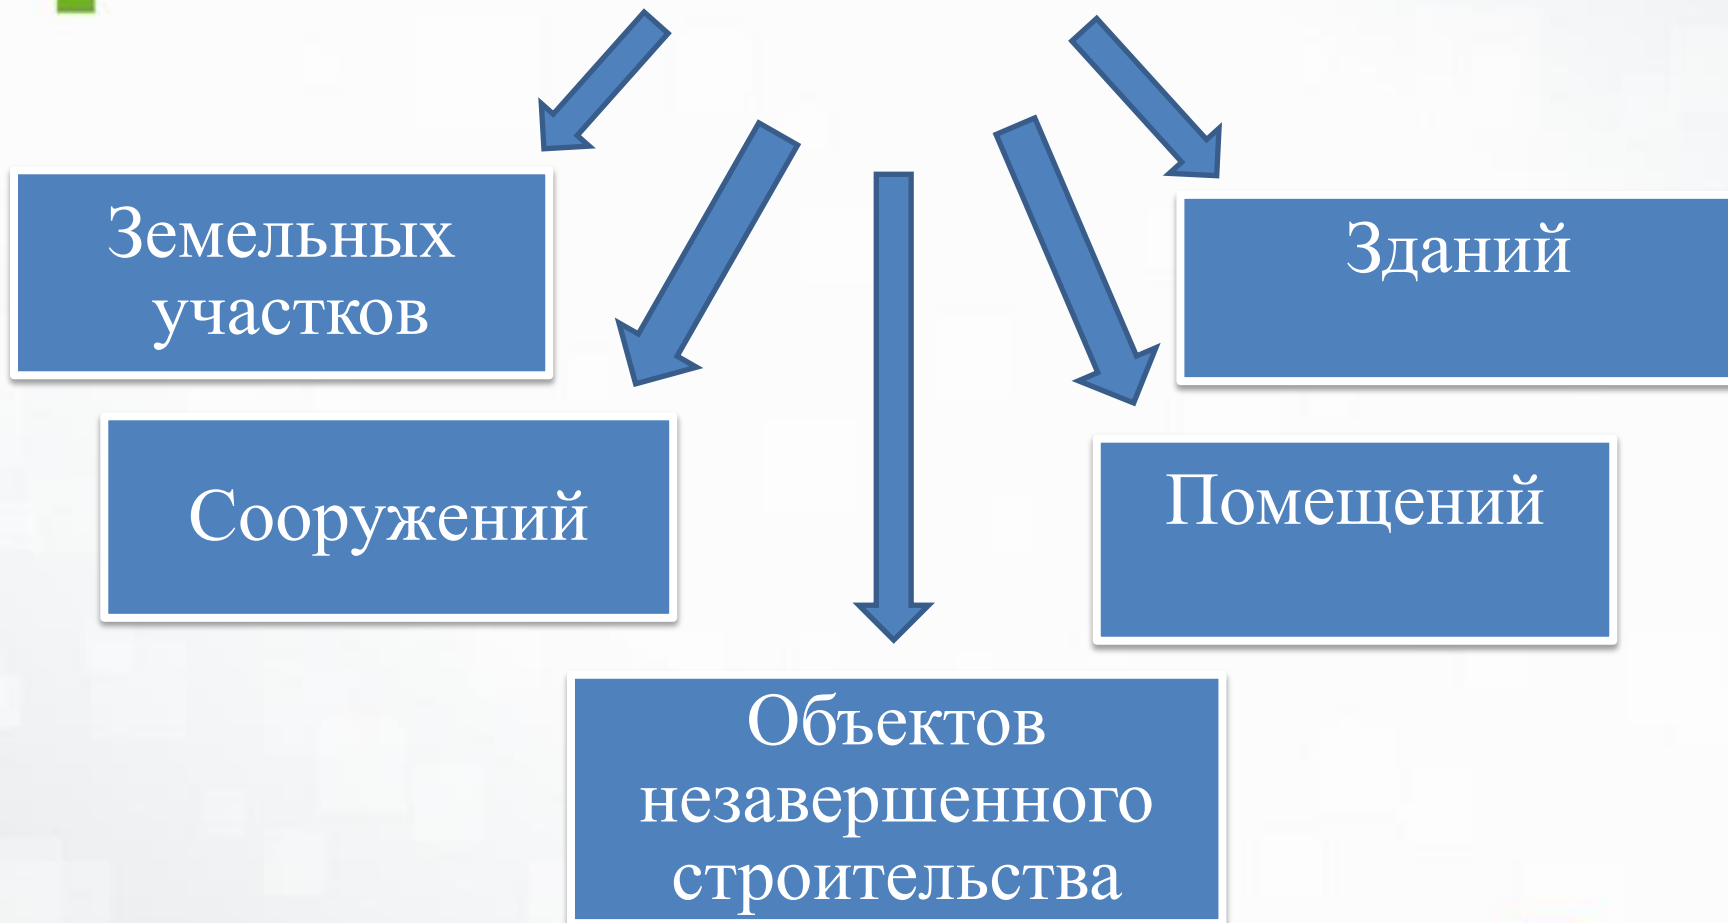 Земельных
участков
Зданий
Сооружений
Помещений
Объектов
незавершенного
строительства